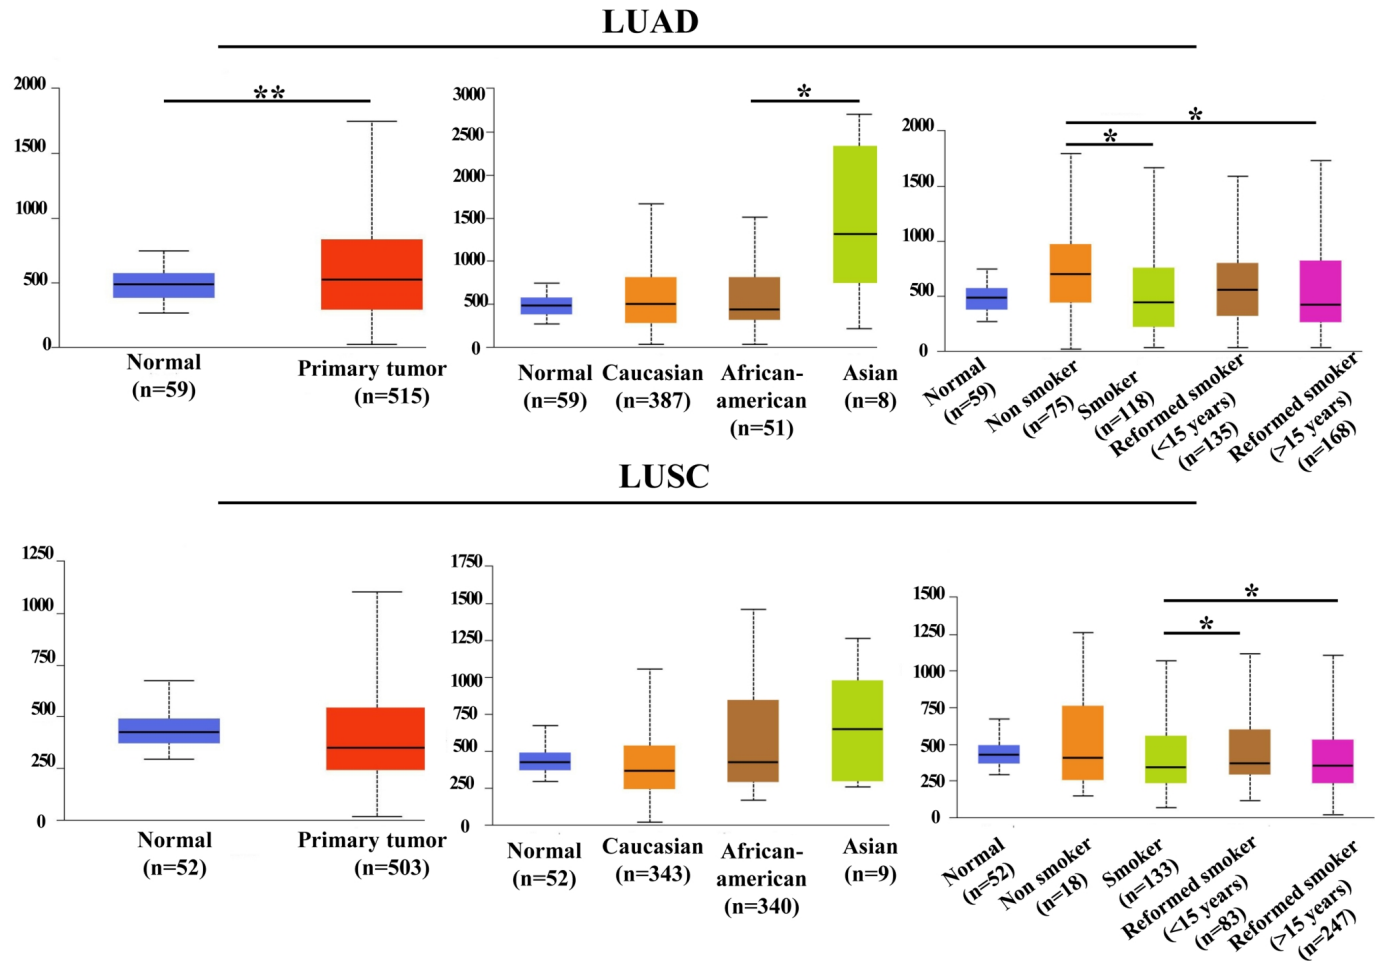 LUAD
2000
1500
1000
500
0
**
Normal
(n=59)
Primary tumor
(n=515)
3000
2500
2000
1500
1000
500
0
*
Normal
(n=59)
Caucasian
(n=387)
African-
american
(n=51)
Asian
(n=8)
2000
1500
1000
500
0
*
*
Normal
(n=59)
Non smoker
(n=75)
Smoker
(n=118)
Reformed smoker
(<15 years)
(n=135)
Reformed smoker
(>15 years)
(n=168)
LUSC
1250
1000
750
500
250
0
Normal
(n=52)
Primary tumor
(n=503)
1750
1500
1250
1000
750
500
250
0
Normal
(n=52)
Caucasian
(n=343)
African-
american
(n=340)
Asian
(n=9)
1500
1250
1000
750
500
250
0
*
*
Normal
(n=52)
Non smoker
(n=18)
Smoker
(n=133)
Reformed smoker
(<15 years)
(n=83)
Reformed smoker
(>15 years)
(n=247)